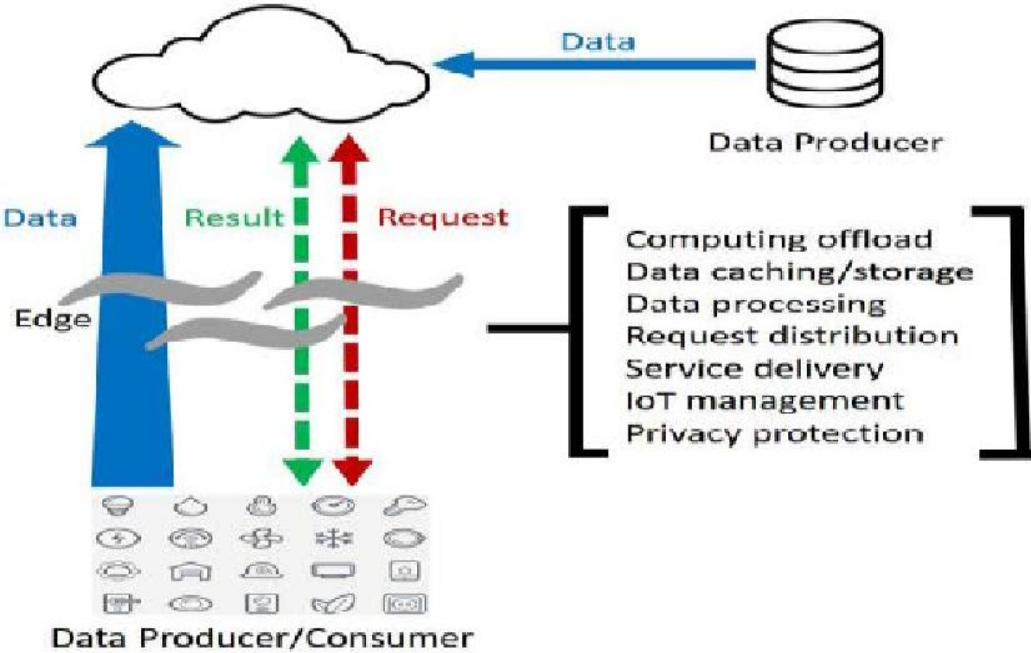 Data
Data Producer
Data
Result
Request
Edge
Computing offload
Data caching/storage
Data processing
Request distribution
Service delivery
IoT management
Privacy protection
Data Producer/Consumer